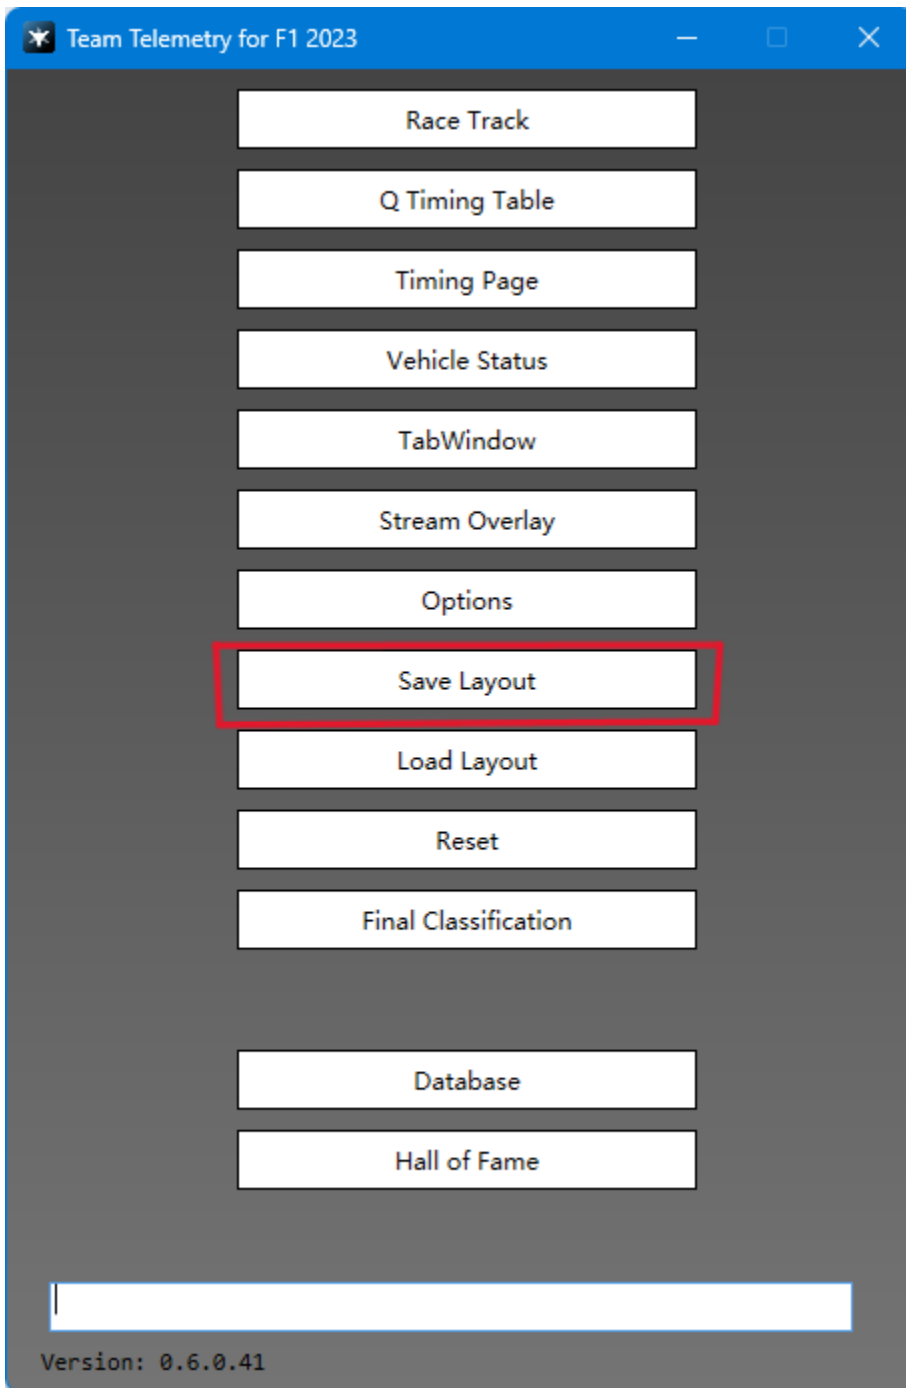 Team Telemetry for F1 2023
Race Track
Q Timing Table
Timing Page
Vehicle Status
TabWindow
Stream Overlay
Options
Save Layout
Load Layout
Reset
Final Classification
Database
Hall of Fame
Version: 0.6.0.41